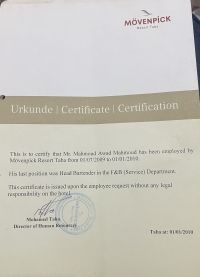 MÖVENPICK
Resort Taba
Urkunde | Certificate | Certification
This is to certify that Mr. Mahmoud Awad Mahmoud has been employed by
Mövenpick Resort Taba from 01/07/2009 to 01/01/2010.
His last position was Head Bartender in the F&B (Service) Department.
This certificate is issued upon the employee request without any legal
responsibility on the hotel.
Mohamed Taha
Director of Human Resources
Taba at: 01/01/2010